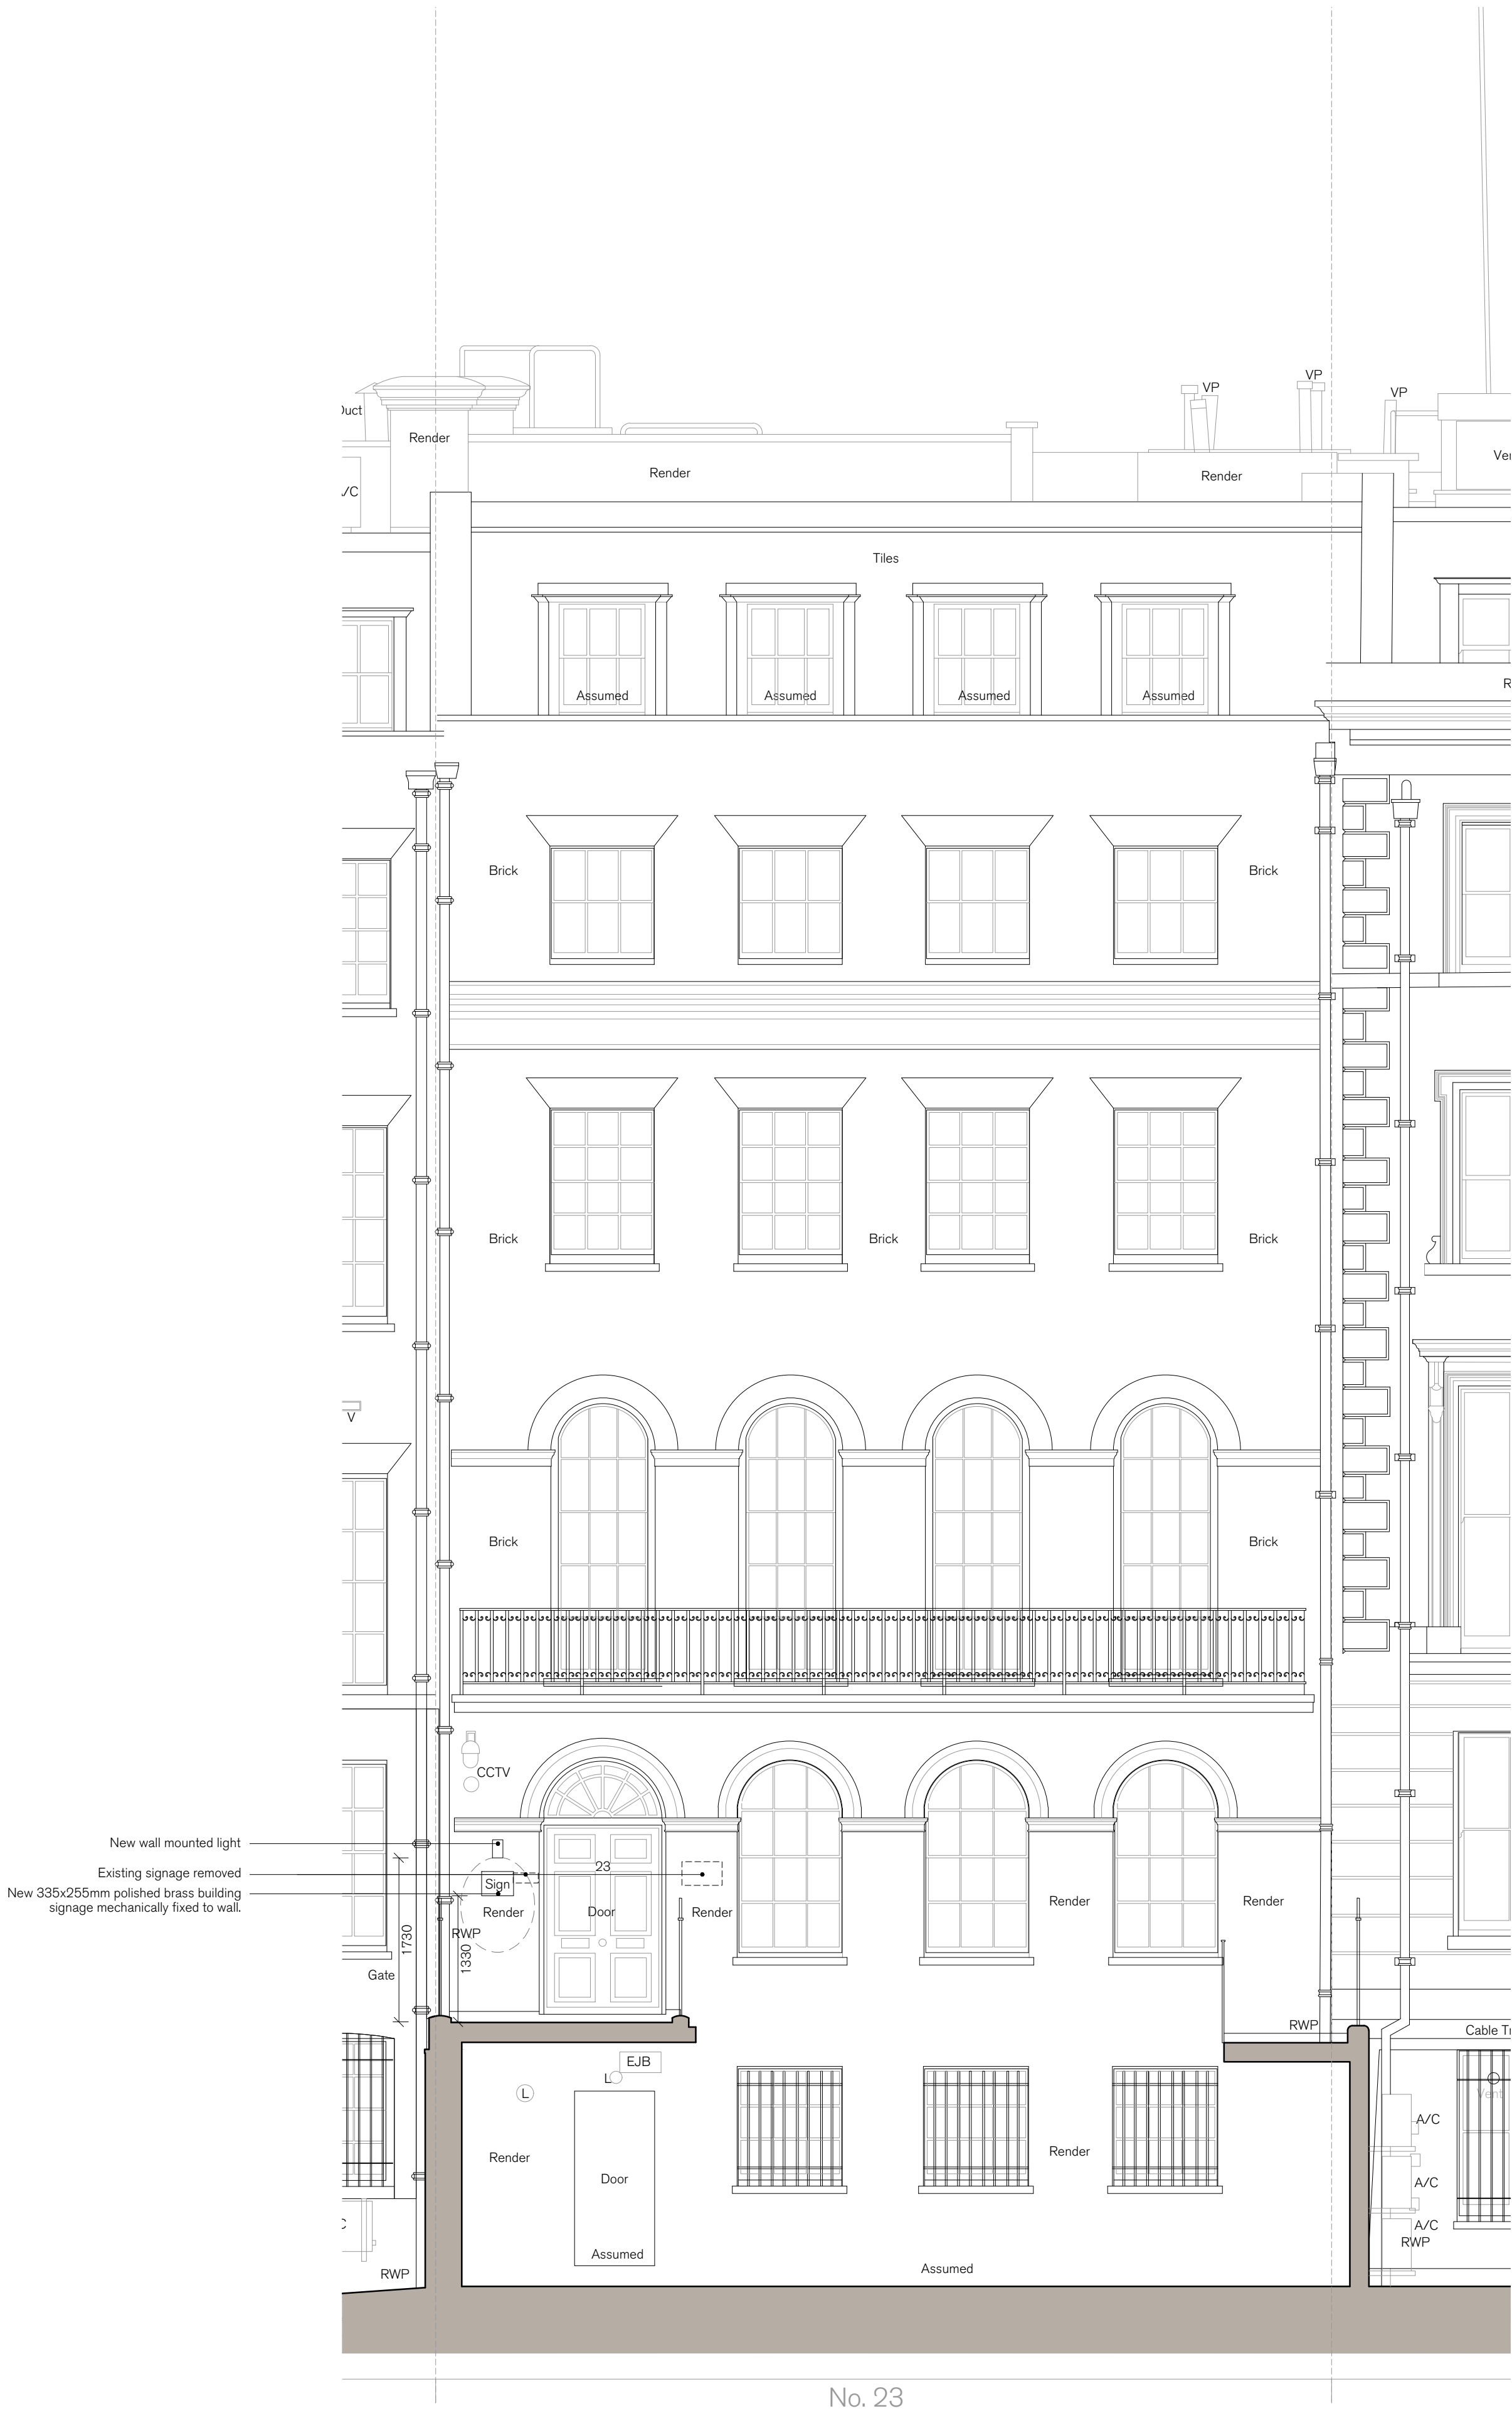 VP
VP
VP
Duct
Render
Render
Render
A/C
Tiles
Assumed
Assumed
Assumed
Assumed
R
Brick
Brick
Brick
Brick
Brick
V
Brick
Brick
CCTV
New wall mounted light
Existing signage removed
23
New 335x255mm polished brass building
signage mechanically fixed to wall.
Sign
Render
Door
Render
Render
Render
RWP
1730
1330
Gate
RWP
EJB
L
L
Render
Door
Render
Vent
A/C
A/C
A/C
RWP
Assumed
Assumed
RWP
No. 23